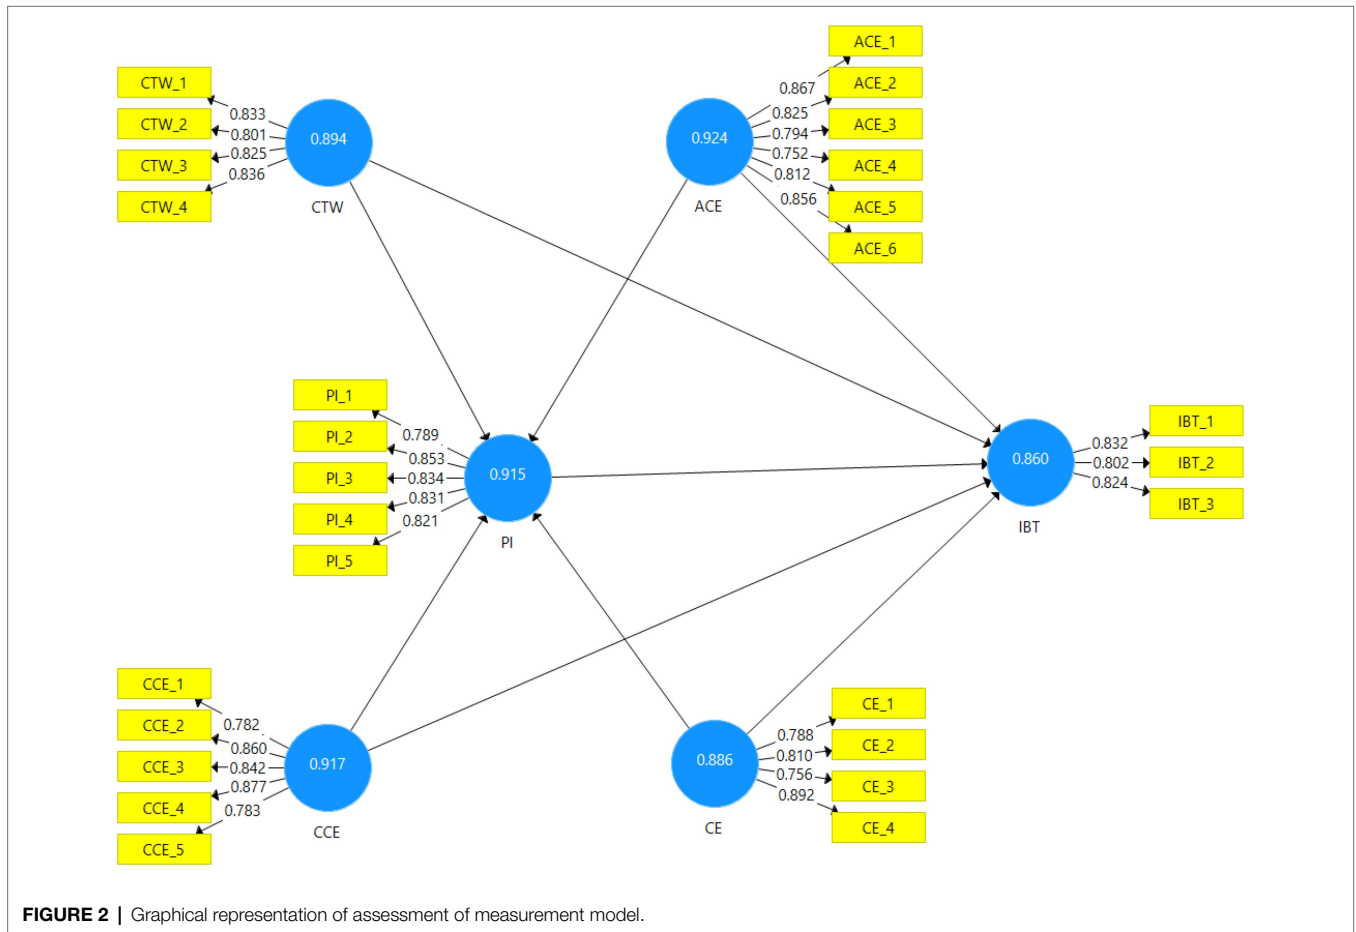 CTW_1
CTW_2
CTW_3
CTW_4
0.833
0.801
0.825
0.836
0.894
CTW
ACE_1
ACE_2
ACE_3
ACE_4
ACE_5
ACE_6
0.867
0.825
0.794
0.752
0.812
0.856
0.924
ACE
PI_1
PI_2
PI_3
PI_4
PI_5
0.789
0.853
0.834
0.831
0.821
0.915
PI
0.860
IBT
0.832
0.802
0.824
IBT_1
IBT_2
IBT_3
CCE_1
CCE_2
CCE_3
CCE_4
CCE_5
0.782
0.860
0.842
0.877
0.783
0.917
CCE
0.886
CE
0.788
0.810
0.756
0.892
CE_1
CE_2
CE_3
CE_4
FIGURE 2 | Graphical representation of assessment of measurement model.